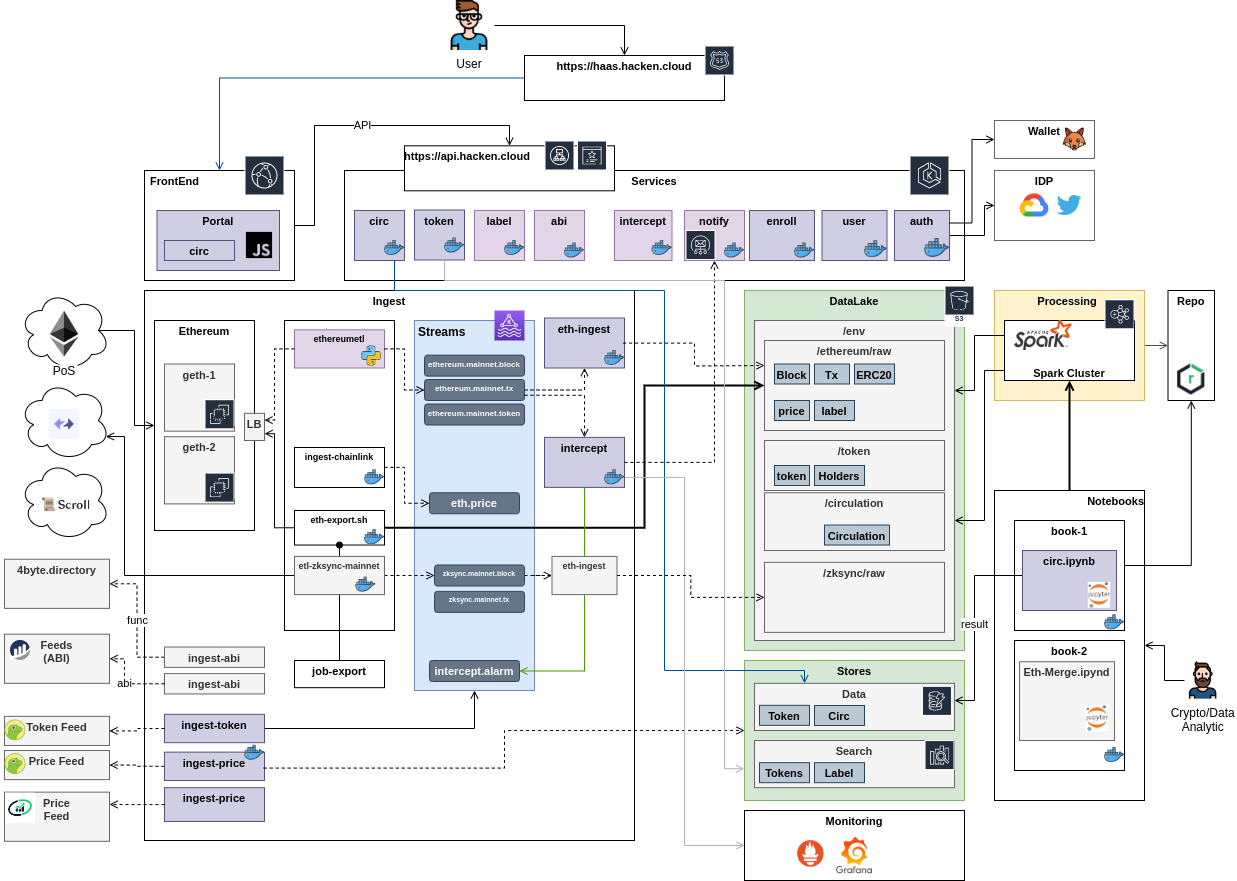 User
https://haas.hacken.cloud
S3
API
https://api.hacken.cloud
FrontEnd
Portal
circ
JS
Services
circ
token
label
abi
intercept
notify
enroll
user
auth
Wallet
IDP
PoS
Scroll
Ingest
Ethereum
geth-1
geth-2
LB
ethereumetl
ingest-chainlink
eth-export.sh
etl-zksync-mainnet
job-export
Streams
ethereum.mainnet.block
ethereum.mainnet.tx
ethereum.mainnet.token
eth.price
zksync.mainnet.block
zksync.mainnet.tx
intercept.alarm
eth-ingest
intercept
eth-ingest
4byte.directory
func
Feeds
(ABI)
abi
Token Feed
Price Feed
Price
Feed
ingest-abi
ingest-abi
ingest-token
ingest-price
ingest-price
DataLake
S3
/env
/ethereum/raw
Block
Tx
ERC20
price
label
/token
token
Holders
/circulation
Circulation
/zksync/raw
Stores
Data
Token
Circ
Search
Tokens
Label
Monitoring
Grafana
Processing
APACHE
Spark
Spark Cluster
Repo
r
Notebooks
book-1
circ.ipynb
jupyter
result
book-2
Eth-Merge.ipynd
jupyter
Crypto/Data
Analytic